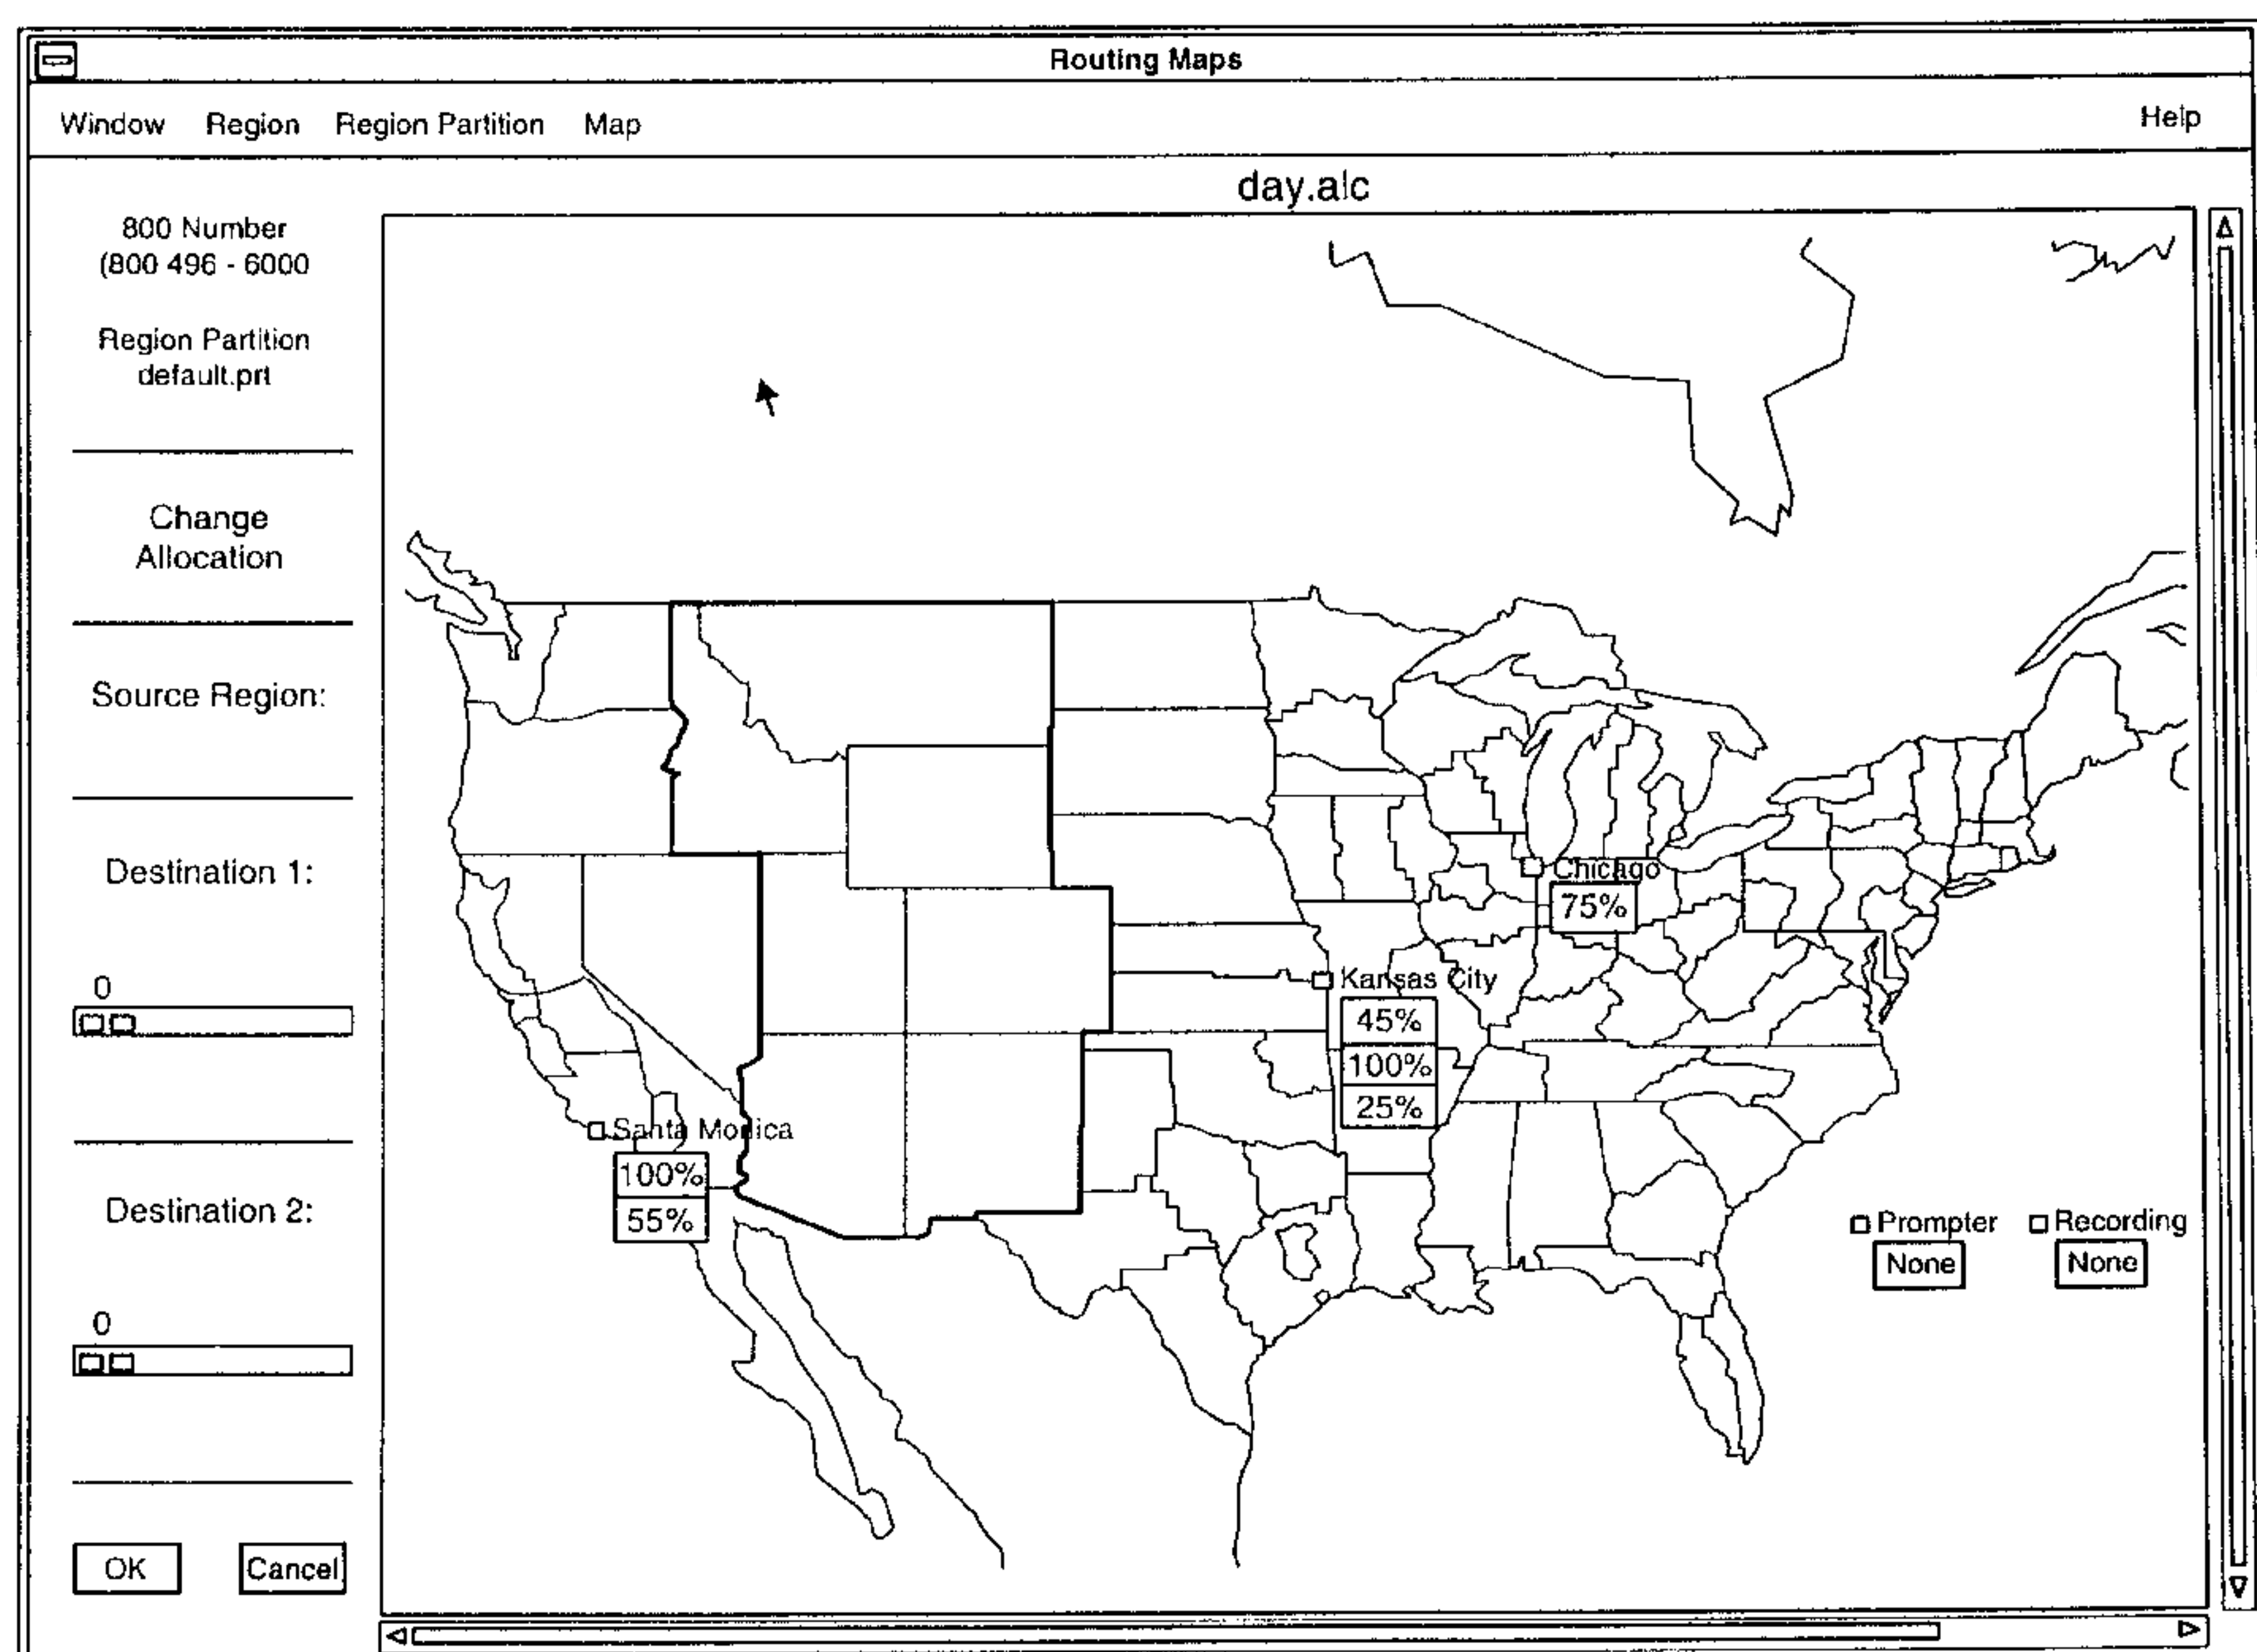 Routing Maps
Window Region Region Partition Map Help
day.alc
800 Number
(800 496 - 6000
Region Partition
default.prt
Change
Allocation
Source Region:
Destination 1:
0
Destination 2:
0
OK Cancel
Chicago
75%
Kansas City
45%
100%
25%
Santa Monica
100%
55%
Prompter Recording
None None